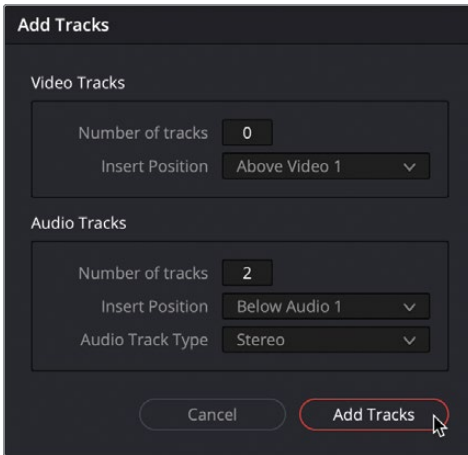 Add Tracks
Video Tracks
Number of tracks 0
Insert Position Above Video 1
Audio Tracks
Number of tracks 2
Insert Position Below Audio 1
Audio Track Type Stereo
Cancel Add Tracks